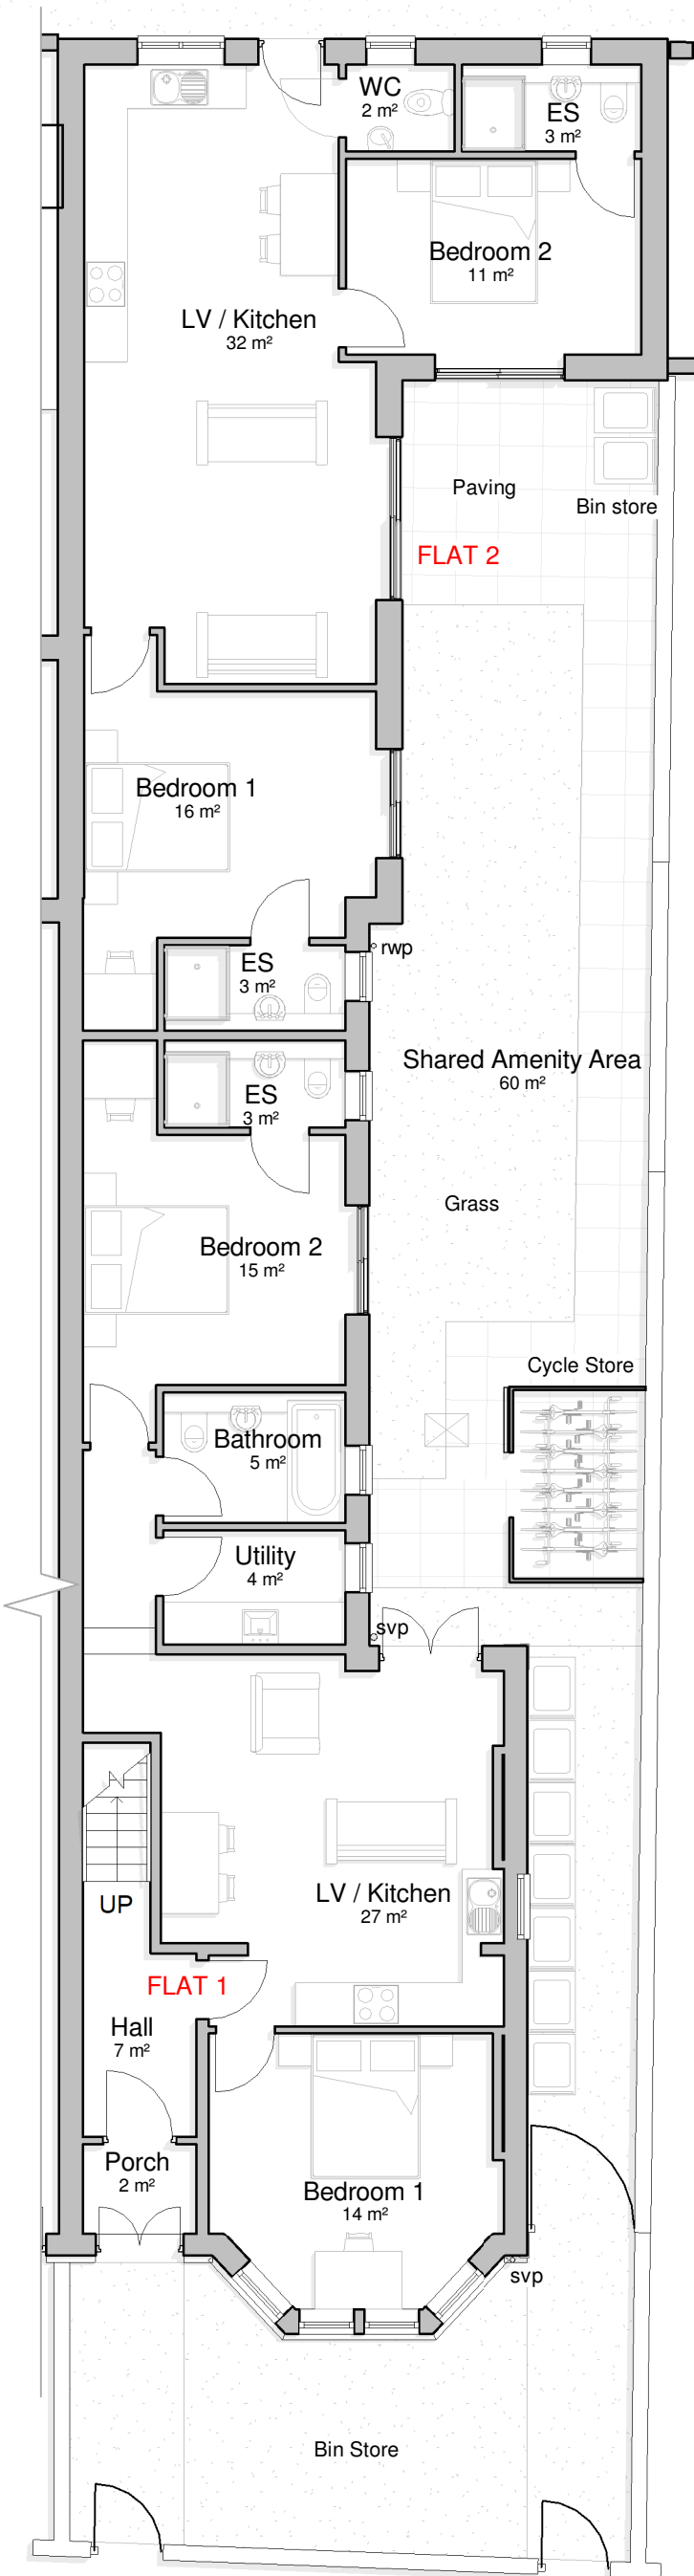 WC
2 m²
ES
3 m²
Bedroom 2
11 m²
LV / Kitchen
32 m²
Paving
Bin store
FLAT 2
Bedroom 1
16 m²
rwp
ES
3 m²
Shared Amenity Area
60 m²
ES
3 m²
Grass
Bedroom 2
15 m²
Cycle Store
Bathroom
5 m²
Utility
4 m²
svp
LV / Kitchen
27 m²
UP
FLAT 1
Hall
7 m²
Porch
2 m²
Bedroom 1
14 m²
svp
Bin Store